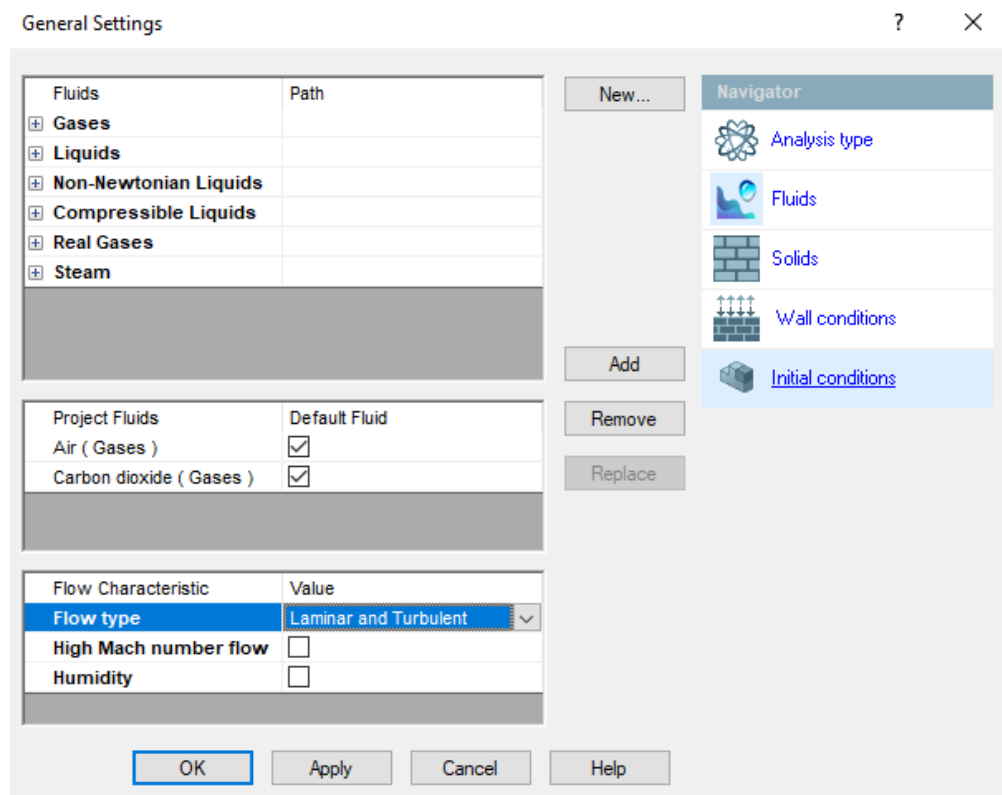 General Settings
?
Fluids Path
Gases
Liquids
Non-Newtonian Liquids
Compressible Liquids
Real Gases
Steam
New...
Add
Remove
Replace
Project Fluids Default Fluid
Air ( Gases )
Carbon dioxide ( Gases )
Flow Characteristic Value
Flow type Laminar and Turbulent
High Mach number flow
Humidity
Navigator
Analysis type
Fluids
Solids
Wall conditions
Initial conditions
OK Apply Cancel Help